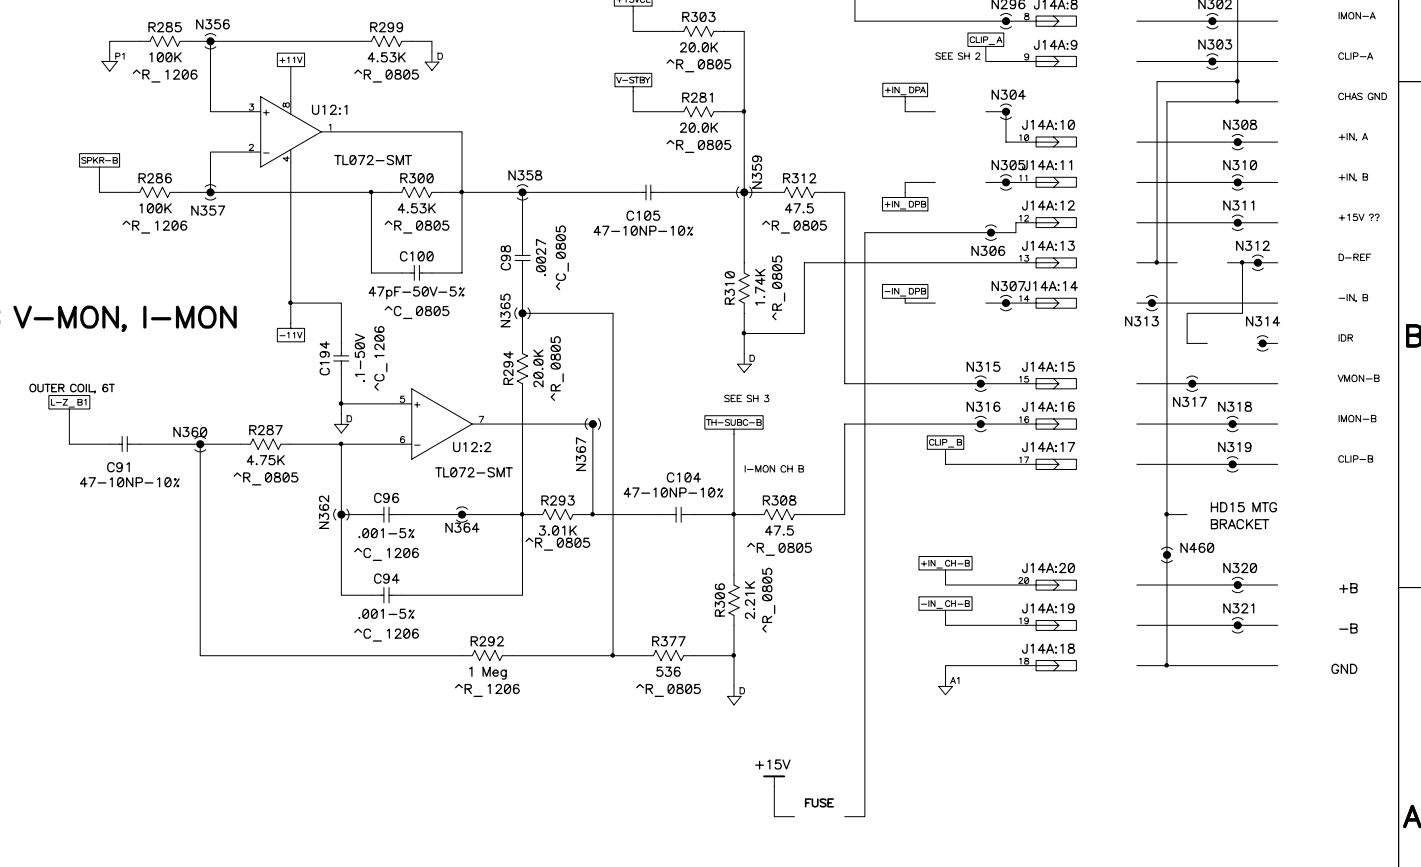 +15VCL
R303
N296
8
J14A:8
N302
IMON-A
R285
N356
R299
20.0K
^R_0805
CLIP_A
J14A:9
N303
P1
100K
^R_1206
+11V
4.53K
^R_0805
D
SEE SH 2
9
CLIP-A
V-STBY
R281
+IN_DPA
N304
CHAS GND
3
8
U12:1
+
1
20.0K
^R_0805
J14A:10
10
N308
+IN, A
2
-
4
SPKR-B
TL072-SMT
N305
J14A:11
11
N310
+IN, B
R286
R300
N358
N359
R312
100K
^R_1206
N357
4.53K
^R_0805
C105
47-10NP-10%
47.5
^R_0805
+IN_DPB
J14A:12
12
N311
+15V ??
N306
C100
C98
.0027
^C_0805
J14A:13
13
N312
D-REF
47pF-50V-5%
^C_0805
R310
1.74K
^R_0805
-IN_DPB
N307
J14A:14
14
N313
-IN, B
V-MON, I-MON
N365
-11V
N314
IDR
B
C194
.1-50V
^C_1206
R294
20.0K
^R_0805
D
OUTER COIL, 6T
L-Z_B1
N315
J14A:15
15
N317
VMON-B
D
5
+
7
SEE SH 3
TH-SUBC-B
N316
J14A:16
16
N318
IMON-B
N360
R287
6
-
U12:2
N367
CLIP_B
J14A:17
17
N319
CLIP-B
C91
47-10NP-10%
4.75K
^R_0805
TL072-SMT
I-MON CH B
C104
47-10NP-10%
N362
C96
N364
R293
R308
HD15 MTG
BRACKET
.001-5%
^C_1206
3.01K
^R_0805
47.5
^R_0805
N460
C94
R306
2.21K
^R_0805
+IN_CH-B
J14A:20
20
N320
+B
.001-5%
^C_1206
-IN_CH-B
J14A:19
19
N321
-B
R292
R377
J14A:18
18
GND
1 Meg
^R_1206
536
^R_0805
D
A1
+15V
FUSE
A